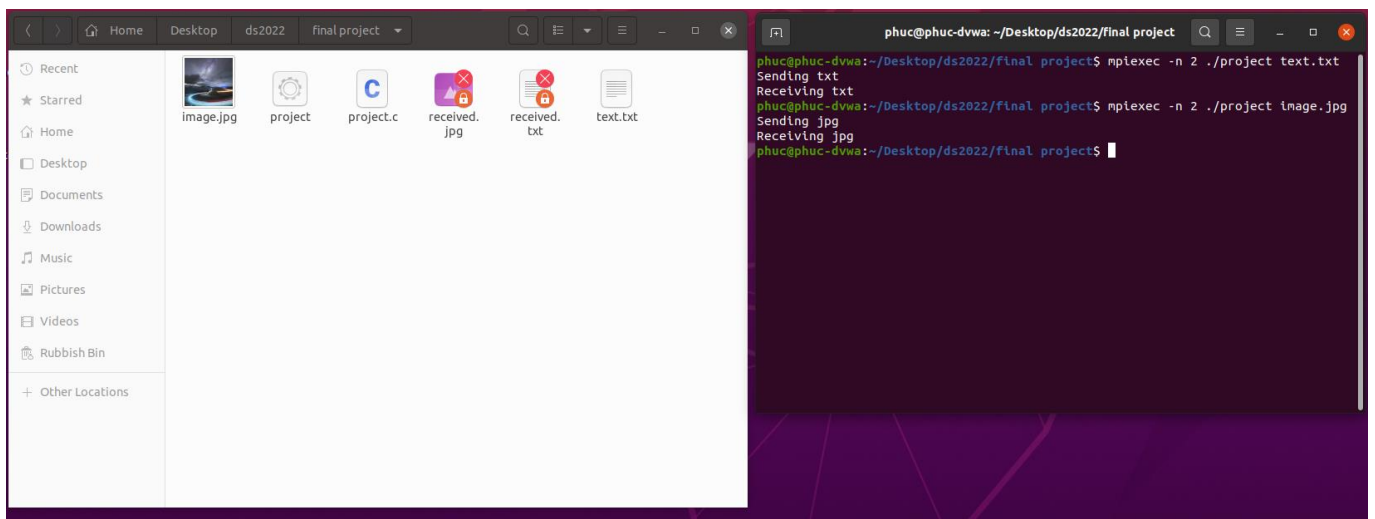 Home Desktop ds2022 final project
Recent
Starred
Home
Desktop
Documents
Downloads
Music
Pictures
Videos
Rubbish Bin
Other Locations
image.jpg project project.c received. received. text.txt
jpg txt
phuc@phuc-dvwa: ~/Desktop/ds2022/final project
phuc@phuc-dvwa:~/Desktop/ds2022/final project$ mpiexec -n 2 ./project text.txt
Sending txt
Receiving txt
phuc@phuc-dvwa:~/Desktop/ds2022/final project$ mpiexec -n 2 ./project image.jpg
Sending jpg
Receiving jpg
phuc@phuc-dvwa:~/Desktop/ds2022/final project$